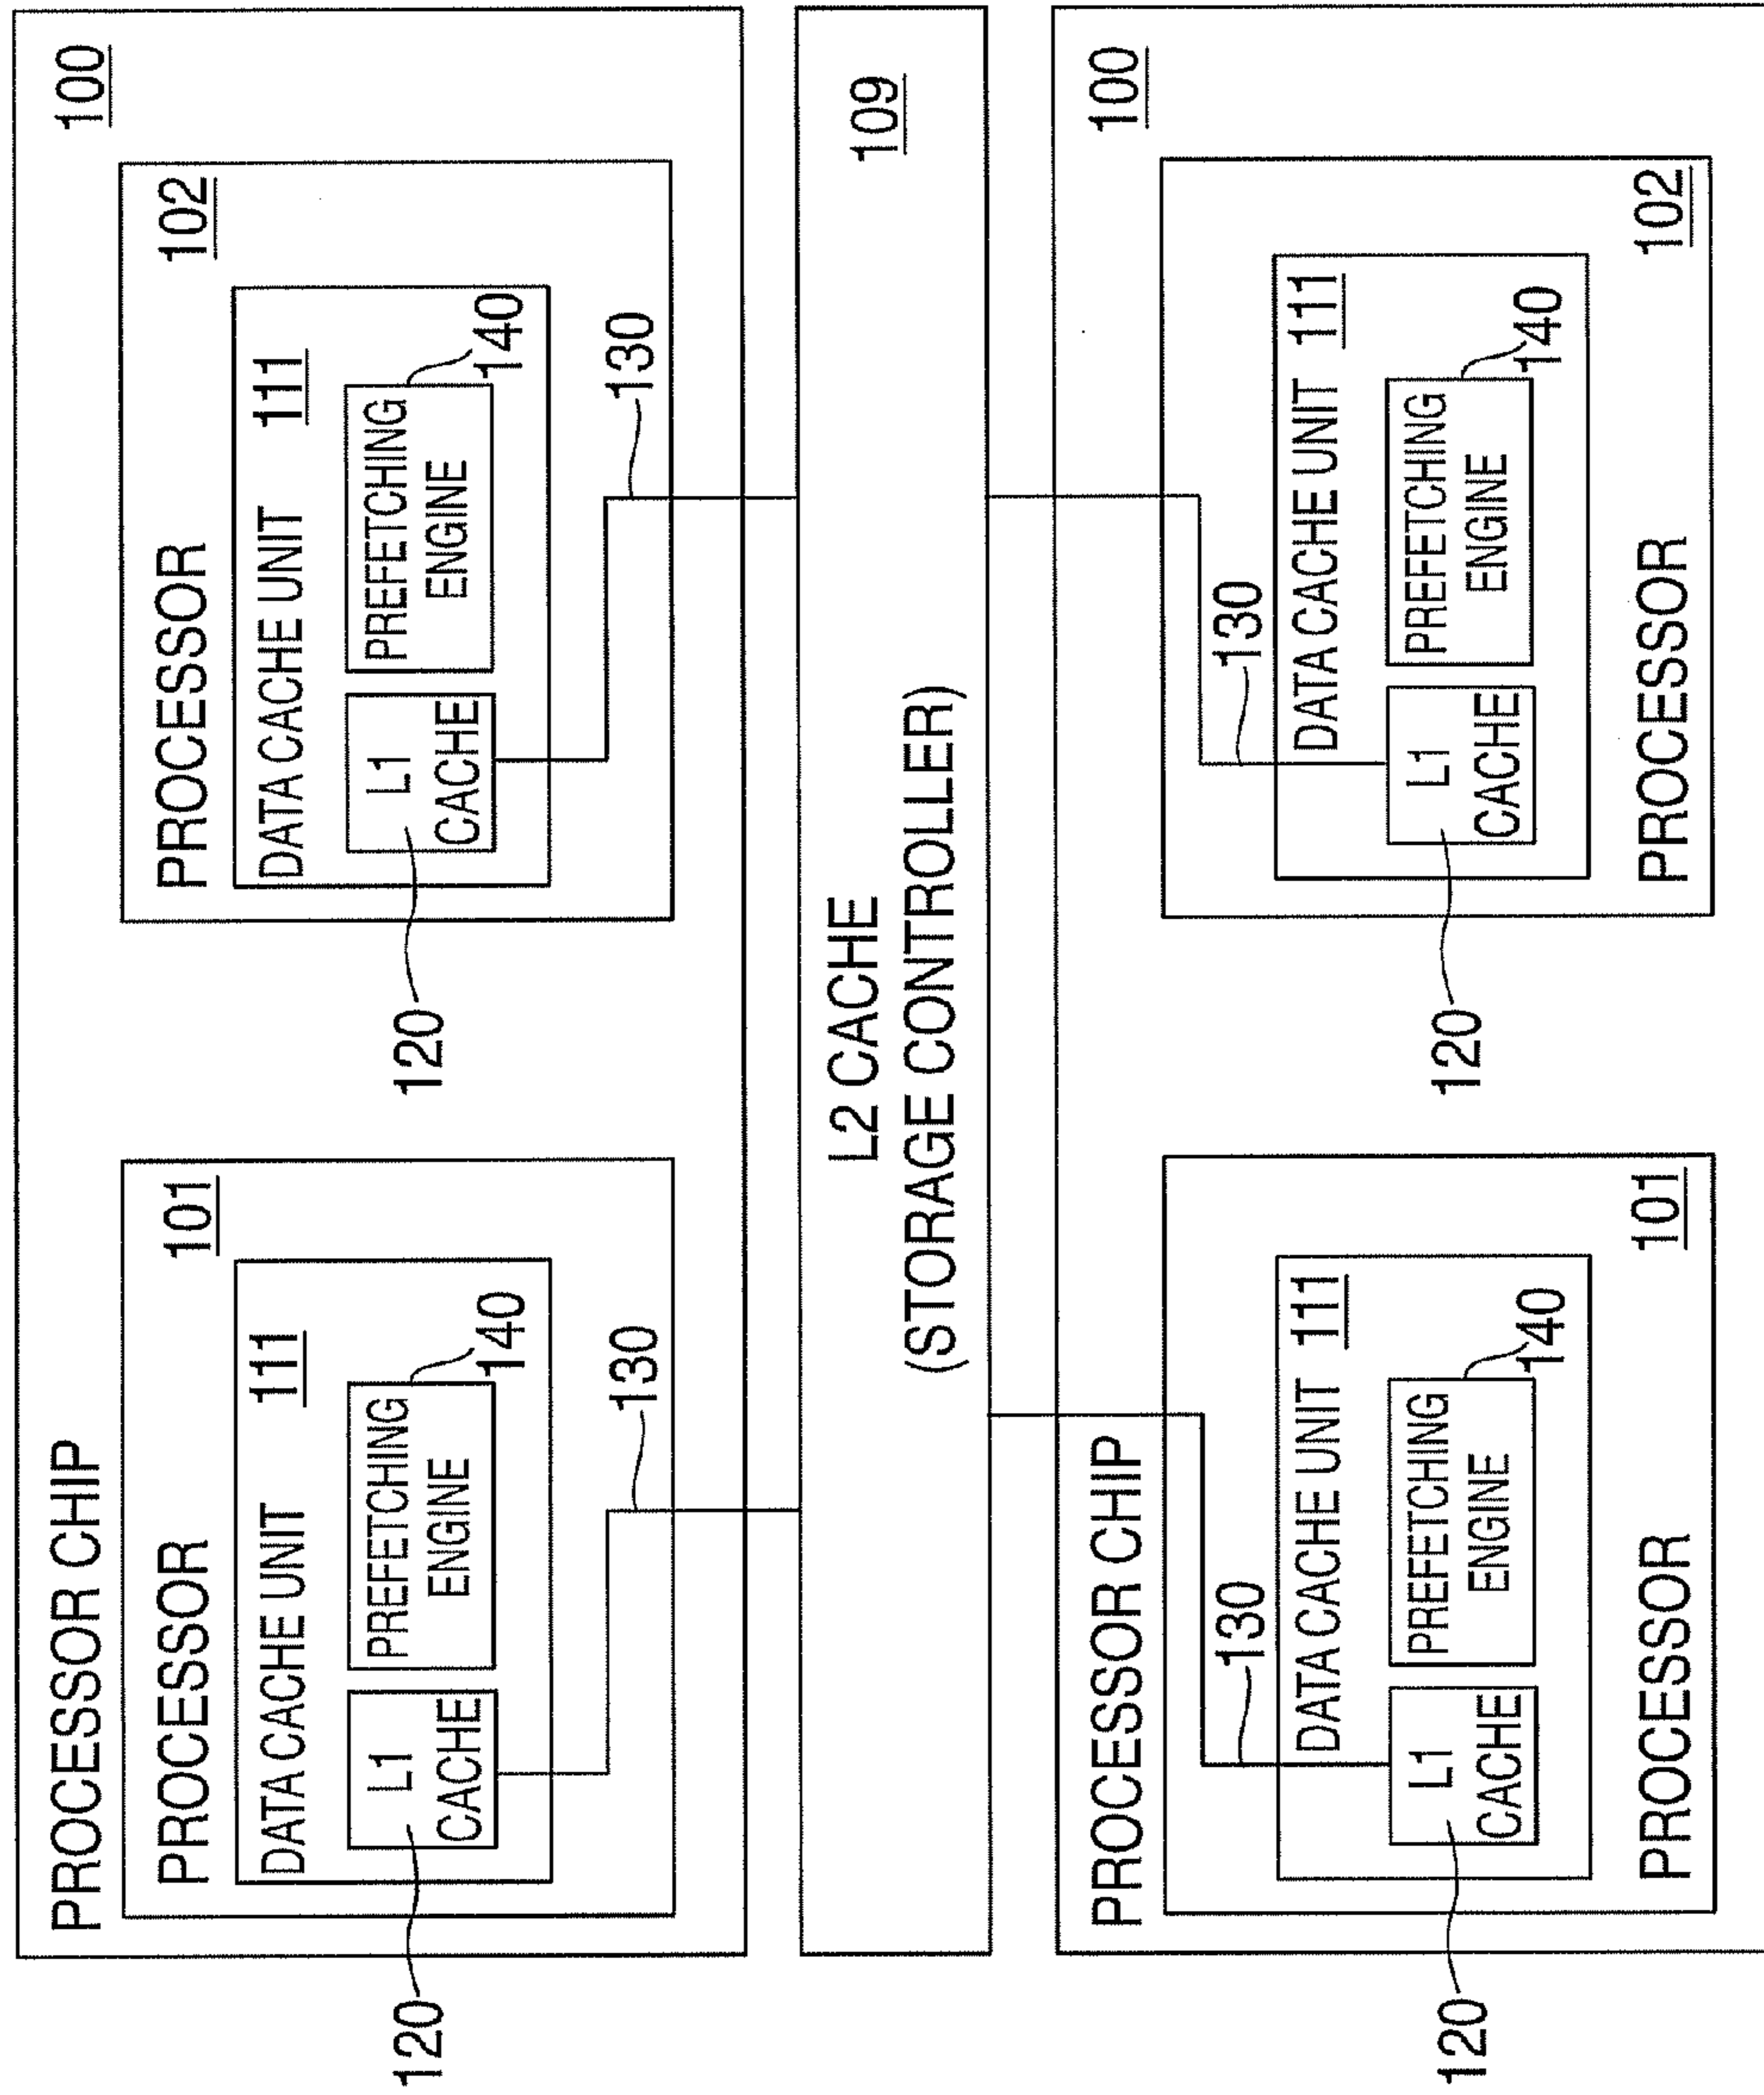 PROCESSOR CHIP
100
PROCESSOR
101
DATA CACHE UNIT
111
L1
CACHE
PREFETCHING
ENGINE
120
140
130
PROCESSOR
102
DATA CACHE UNIT
111
L1
CACHE
PREFETCHING
ENGINE
120
140
130
L2 CACHE
(STORAGE CONTROLLER)
109
PROCESSOR CHIP
100
130
DATA CACHE UNIT
111
L1
CACHE
PREFETCHING
ENGINE
140
120
PROCESSOR
101
130
DATA CACHE UNIT
111
L1
CACHE
PREFETCHING
ENGINE
140
120
PROCESSOR
102